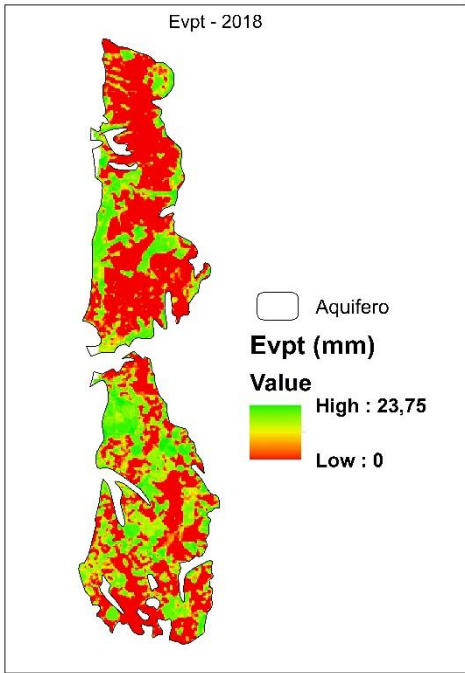 Evpt - 2018
Aquifero
Evpt (mm)
Value
High : 23,75
Low : 0